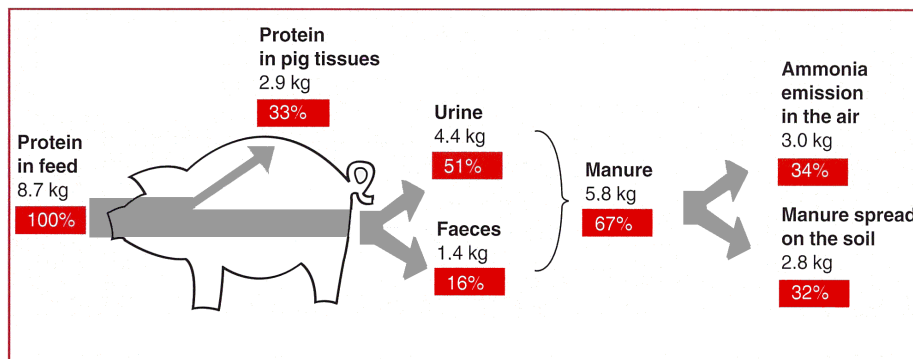 Protein
in feed
8.7 kg
100%
Protein
in pig tissues
2.9 kg
33%
Urine
4.4 kg
51%
Faeces
1.4 kg
16%
Manure
5.8 kg
67%
Ammonia
emission
in the air
3.0 kg
34%
Manure spread
on the soil
2.8 kg
32%